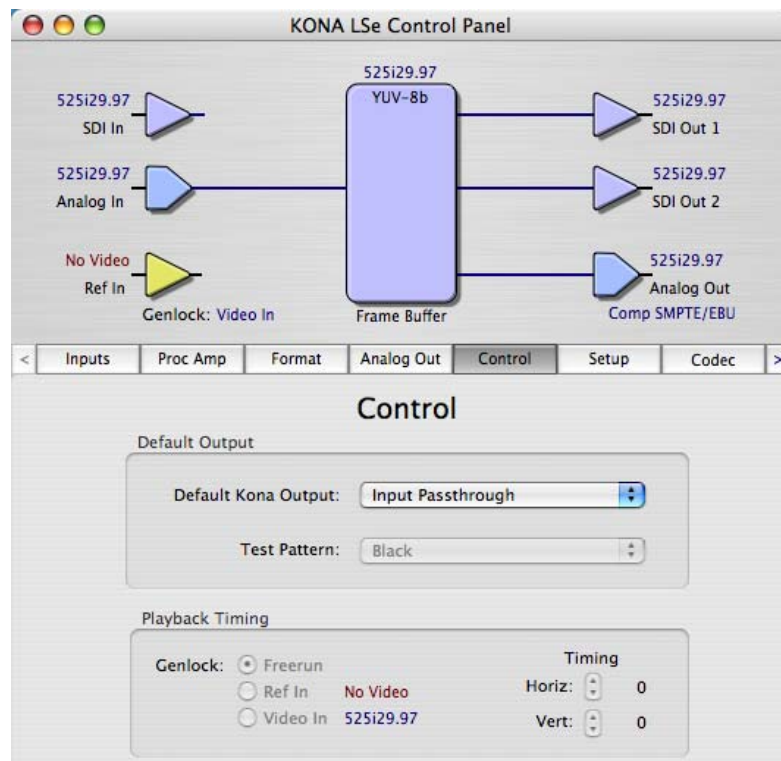 KONA LSe Control Panel
525i29.97
YUV-8b
525i29.97
SDI In
525i29.97
SDI Out 1
525i29.97
Analog In
525i29.97
SDI Out 2
No Video
Ref In
525i29.97
Analog Out
Genlock: Video In
Frame Buffer
Comp SMPTE/EBU
< Inputs Proc Amp Format Analog Out Control Setup Codec >
Control
Default Output
Default Kona Output: Input Passthrough
Test Pattern: Black
Playback Timing
Genlock: Freerun
Ref In No Video
Video In 525i29.97
Timing
Horiz: 0
Vert: 0